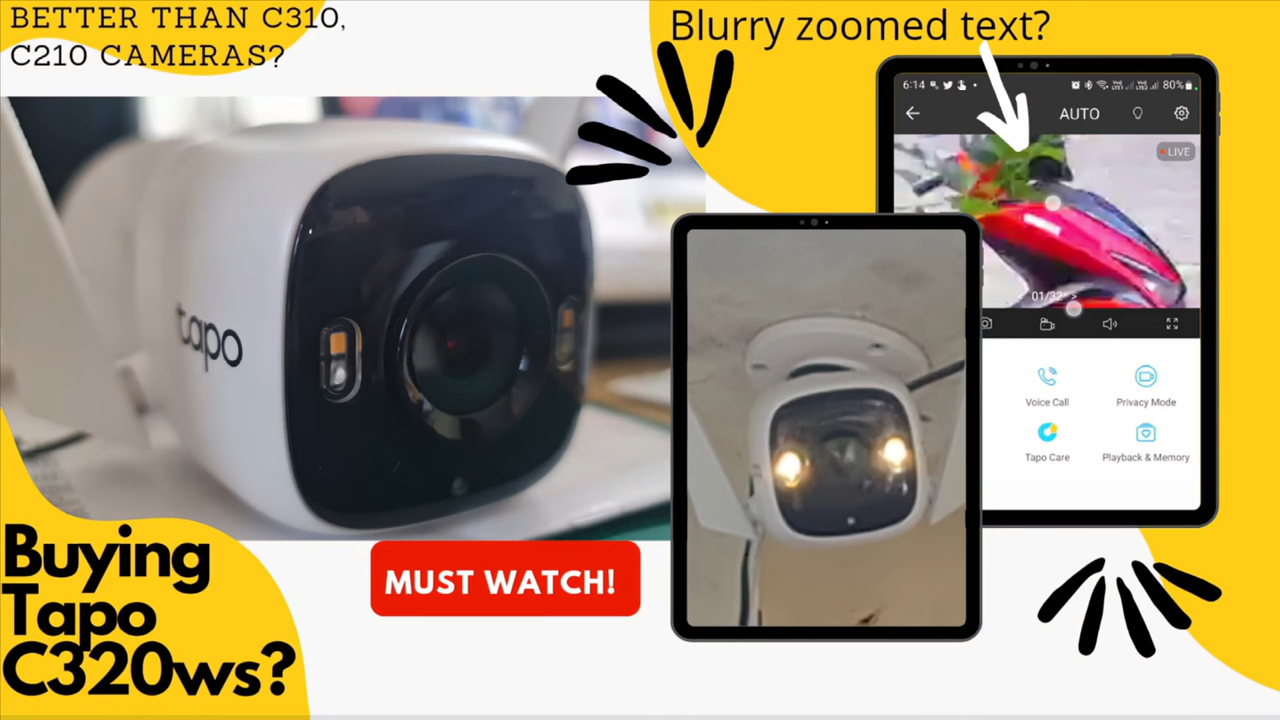 BETTER THAN C310,
C210 CAMERAS?
Blurry zoomed text?
tapo
6:14
80%
AUTO
LIVE
01/32 >
Voice Call
Privacy Mode
Tapo Care
Playback & Memory
MUST WATCH!
Buying
Tapo
C320ws?